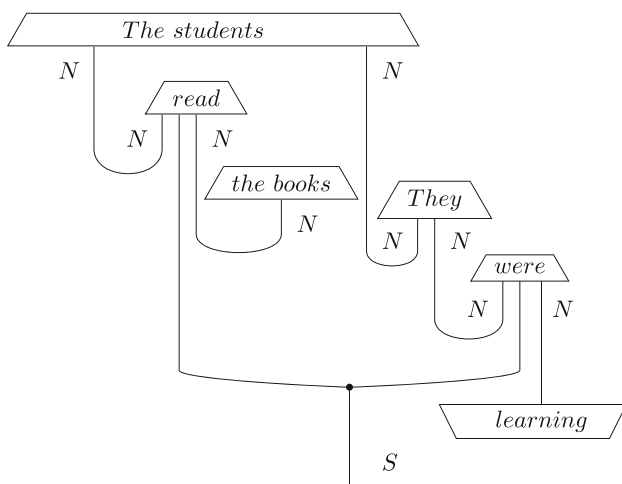 The students
N N
read
N N
the books
N
They
N N
were
N N
learning
S